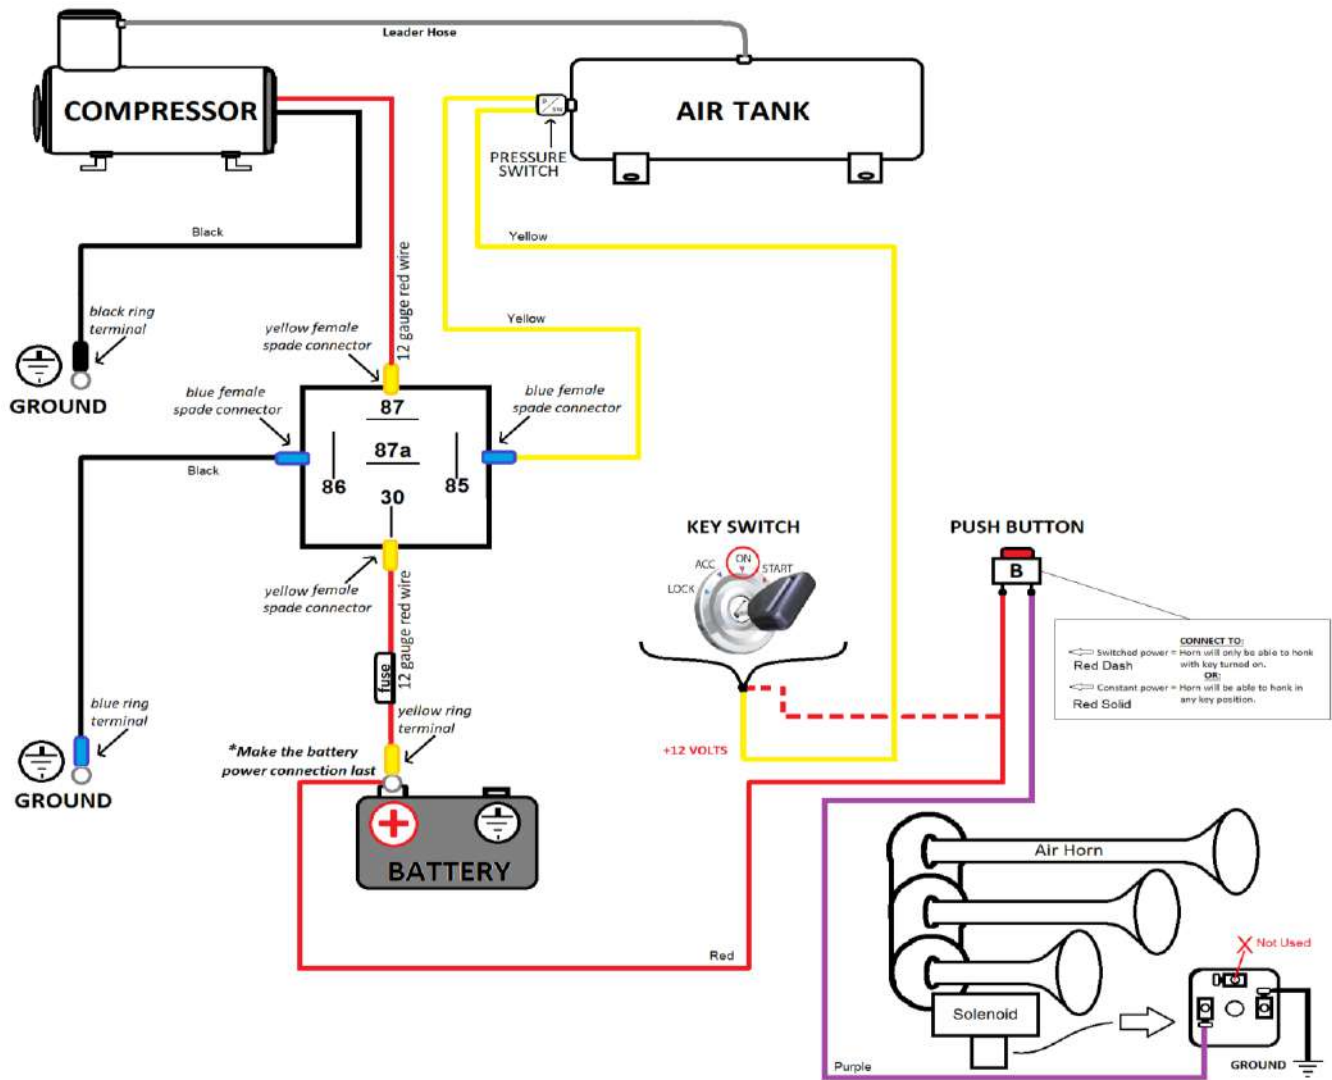 Leader Hose
COMPRESSOR
AIR TANK
P
SW
PRESSURE
SWITCH
Black
Yellow
12 gauge red wire
black ring
terminal
yellow female
spade connector
Yellow
GROUND
blue female
spade connector
blue female
spade connector
87
87a
86
85
30
Black
KEY SWITCH
PUSH BUTTON
ACC
ON
START
LOCK
B
yellow female
spade connector
12 gauge red wire
fuse
CONNECT TO:
Switched power = Horn will only be able to honk
Red Dash
with key turned on.
OR:
Constant power = Horn will be able to honk in
Red Solid
any key position.
blue ring
terminal
yellow ring
terminal
*Make the battery
power connection last
+12 VOLTS
GROUND
BATTERY
Air Horn
Red
X Not Used
Solenoid
GROUND
Purple